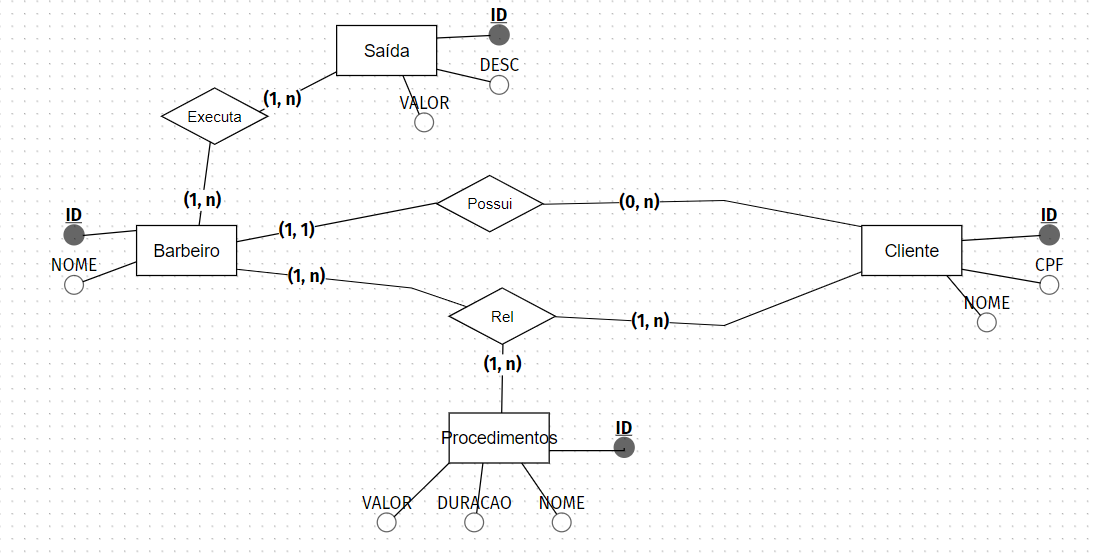 ID
Saída
DESC
VALOR
(1, n)
Executa
(1, n)
Possui
(0, n)
ID
NOME
Barbeiro
(1, 1)
(1, n)
Cliente
ID
CPF
NOME
Rel
(1, n)
(1, n)
Procedimentos
ID
VALOR
DURACAO
NOME